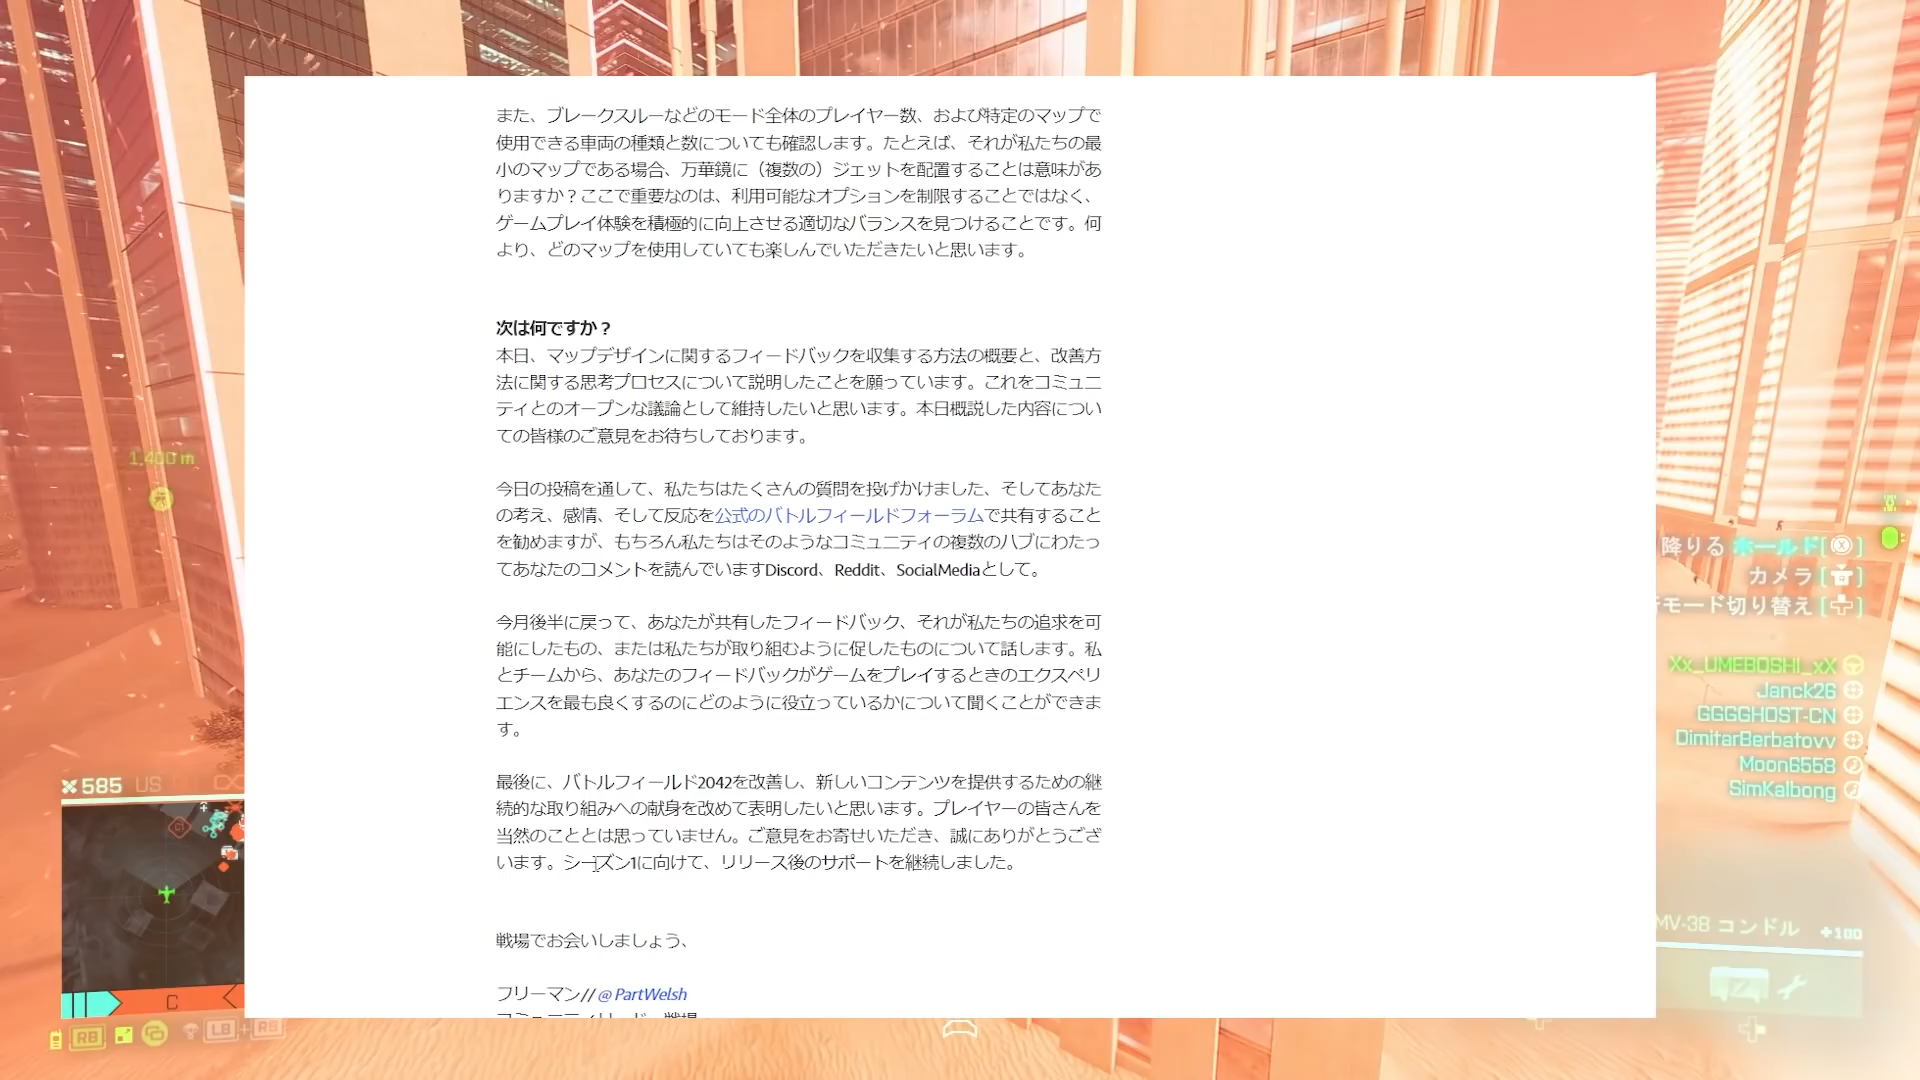 また、ブレークスルーなどのモード全体のプレイヤー数、および特定のマップで
使用できる車両の種類と数についても確認します。たとえば、それが私たちの最
小のマップである場合、万華鏡に（複数の）ジェットを配置することは意味があ
りますか？ここで重要なのは、利用可能なオプションを制限することではなく、
ゲームプレイ体験を積極的に向上させる適切なバランスを見つけることです。何
より、どのマップを使用していても楽しんでいただきたいと思います。
次は何ですか？
本日、マップデザインに関するフィードバックを収集する方法の概要と、改善方
法に関する思考プロセスについて説明したことを願っています。これをコミュニ
ティとのオープンな議論として維持したいと思います。本日概説した内容につい
ての皆様のご意見をお待ちしております。
今日の投稿を通して、私たちはたくさんの質問を投げかけました、そしてあなた
の考え、感情、そして反応を公式のバトルフィールドフォーラムで共有すること
を勧めますが、もちろん私たちはそのようなコミュニティの複数のハブにわたっ
てあなたのコメントを読んでいますDiscord、Reddit、SocialMediaとして。
今月後半に戻って、あなたが共有したフィードバック、それが私たちの追求を可
能にしたもの、または私たちが取り組むように促したものについて話します。私
とチームから、あなたのフィードバックがゲームをプレイするときのエクスペリ
エンスを最も良くするのにどのように役立っているかについて聞くことができま
す。
最後に、バトルフィールド2042を改善し、新しいコンテンツを提供するための継
続的な取り組みへの献身を改めて表明したいと思います。プレイヤーの皆さんを
当然のこととは思っていません。ご意見をお寄せいただき、誠にありがとうござ
います。シーズン1に向けて、リリース後のサポートを継続しました。
戦場でお会いしましょう、
フリーマン// @ PartWelsh
1,400 m
585 US
C
RB
LB + RB
降りる ホールド[Ⓧ]
カメラ [ ]
モード切り替え [ ]
Xx_UMEBOSHI_xX
Janck26
GGGGHOST-CN
DimitarBerbatovv
Moon6558
SimKalbong
MV-38 コンドル +100